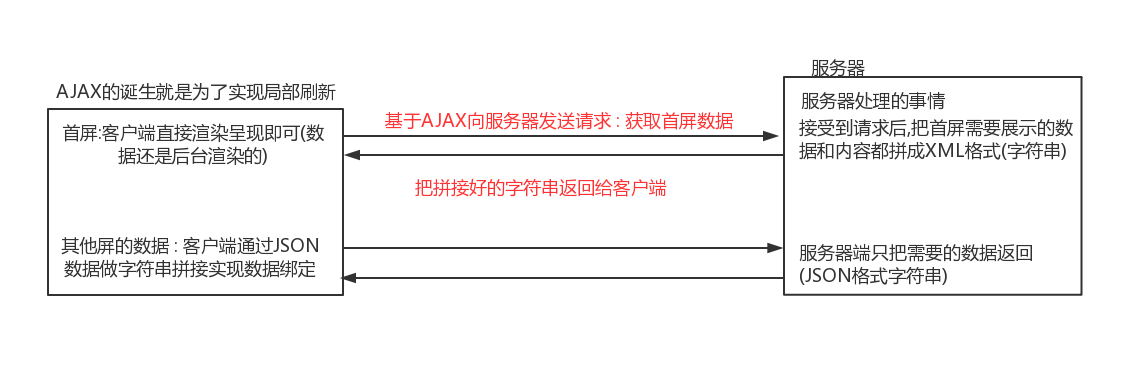 AJAX的诞生就是为了实现局部刷新
首屏:客户端直接渲染呈现即可(数
据还是后台渲染的)
其他屏的数据 : 客户端通过JSON
数据做字符串拼接实现数据绑定
基于AJAX向服务器发送请求 : 获取首屏数据
把拼接好的字符串返回给客户端
服务器
服务器处理的事情
接受到请求后,把首屏需要展示的数
据和内容都拼成XML格式(字符串)
服务器端只把需要的数据返回
(JSON格式字符串)